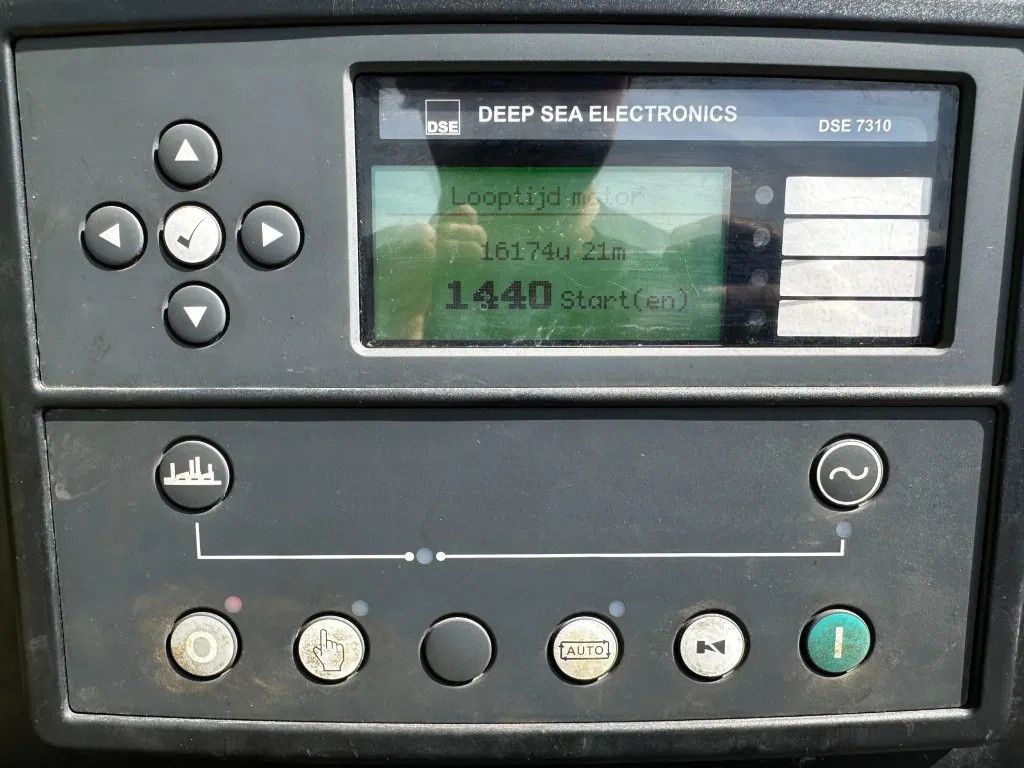 DSE DEEP SEA ELECTRONICS
DSE 7310
Looptijd motor
16174u 21m
1440 Start(en)
AUTO